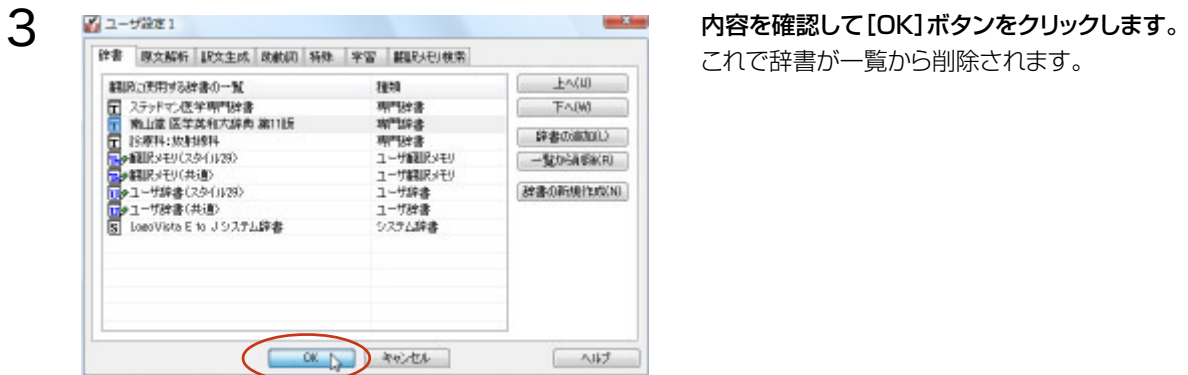 3
ユーザ設定1
内容を確認して[OK]ボタンをクリックします。
これで辞書が一覧から削除されます。
辞書 原文解析 訳文生成 助動詞 特殊 学習 翻訳メモリ検索
翻訳に使用する辞書の一覧 種類
ステッドマン医学専門辞書 専門辞書
南山堂 医学英和大辞典 第11版 専門辞書
診療科:放射線科 専門辞書
翻訳メモリ(スタイル29) ユーザ翻訳メモリ
翻訳メモリ(共通) ユーザ翻訳メモリ
ユーザ辞書(スタイル29) ユーザ辞書
ユーザ辞書(共通) ユーザ辞書
LogoVista E to J システム辞書 システム辞書
上へ(U)
下へ(W)
辞書の追加(L)
一覧から削除(R)
辞書の新規作成(N)
OK キャンセル ヘルプ